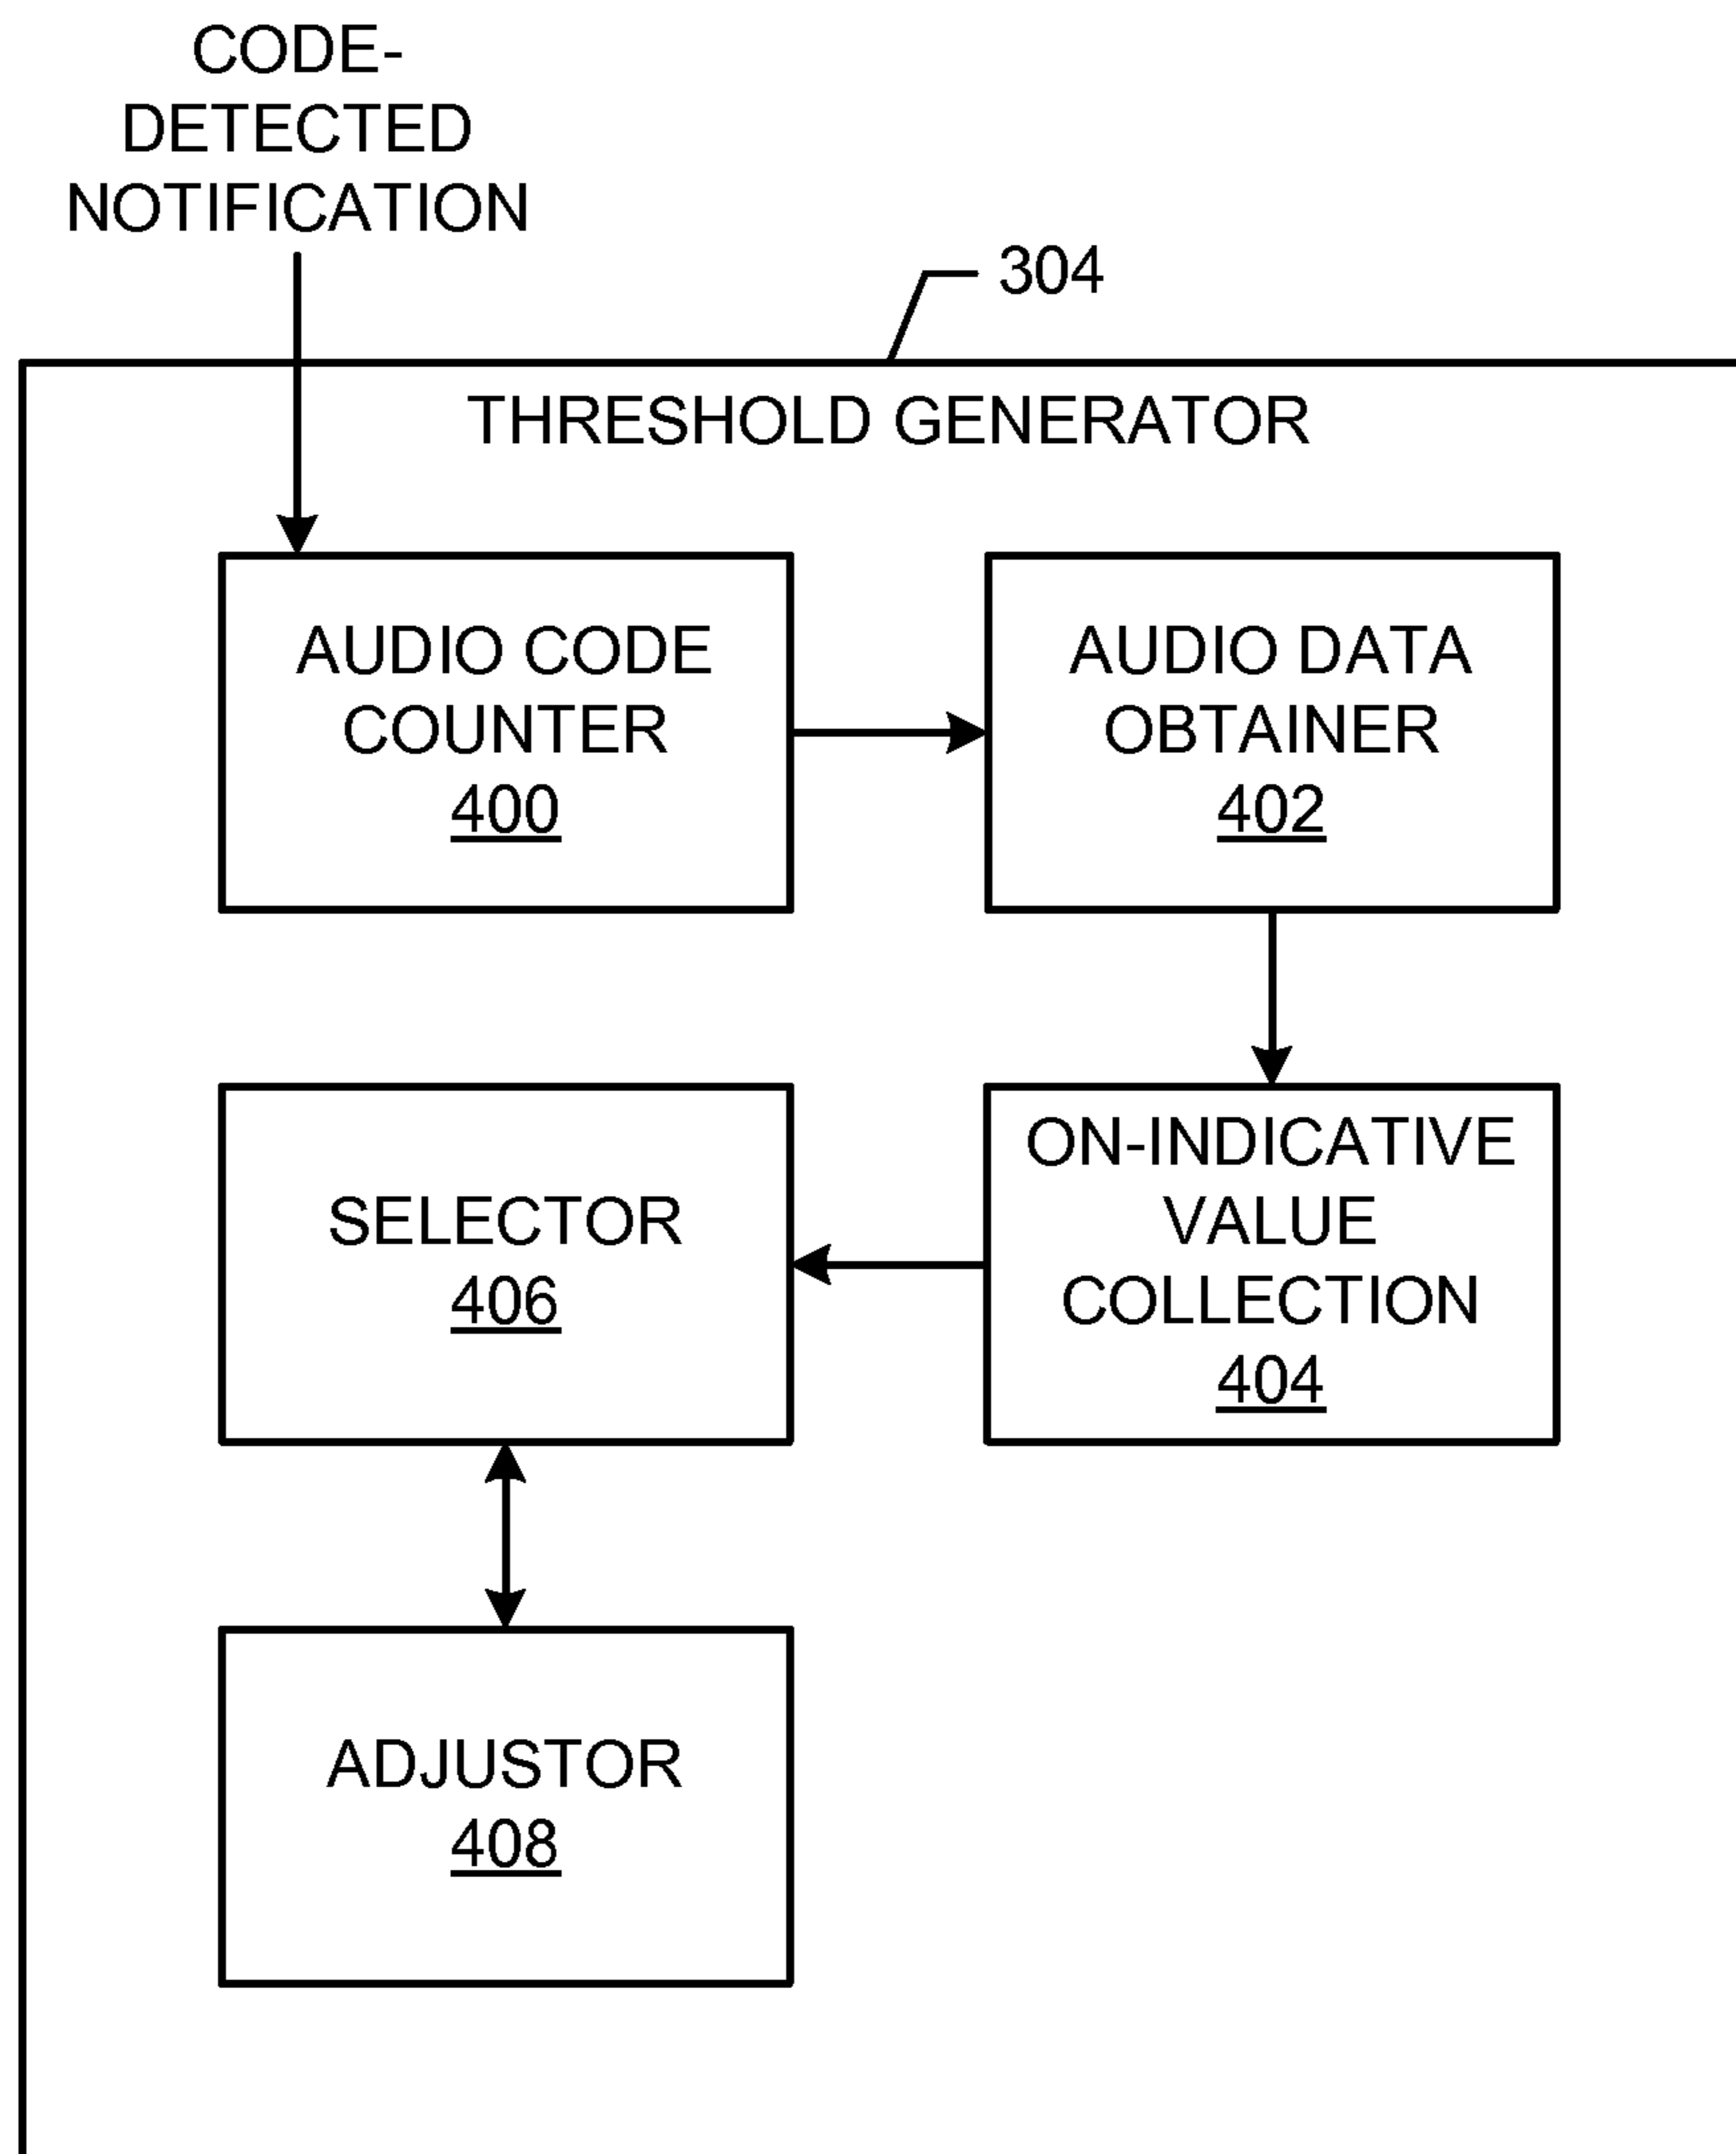 CODE-
DETECTED
NOTIFICATION
304
THRESHOLD GENERATOR
AUDIO CODE
COUNTER
400
AUDIO DATA
OBTAINER
402
SELECTOR
406
ON-INDICATIVE
VALUE
COLLECTION
404
ADJUSTOR
408